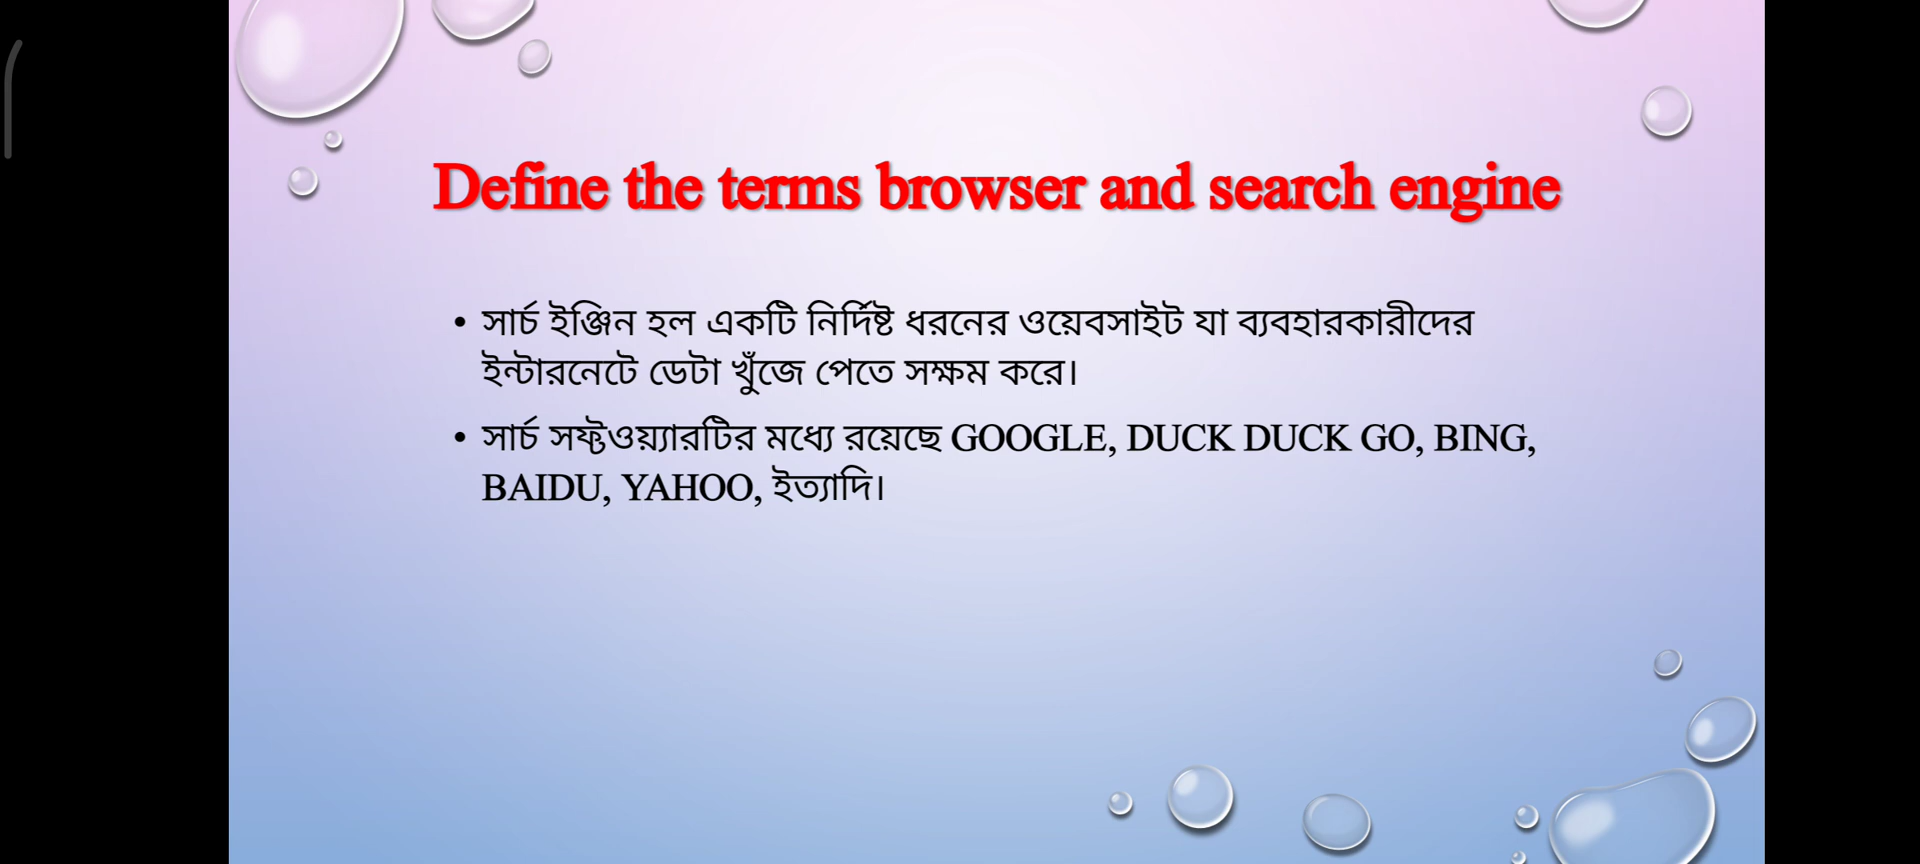 Define the terms browser and search engine
• সার্চ ইঞ্জিন হল একটি নির্দিষ্ট ধরনের ওয়েবসাইট যা ব্যবহারকারীদের
ইন্টারনেটে ডেটা খুঁজে পেতে সক্ষম করে।
• সার্চ সফ্টওয়্যারটির মধ্যে রয়েছে GOOGLE, DUCK DUCK GO, BING,
BAIDU, YAHOO, ইত্যাদি।